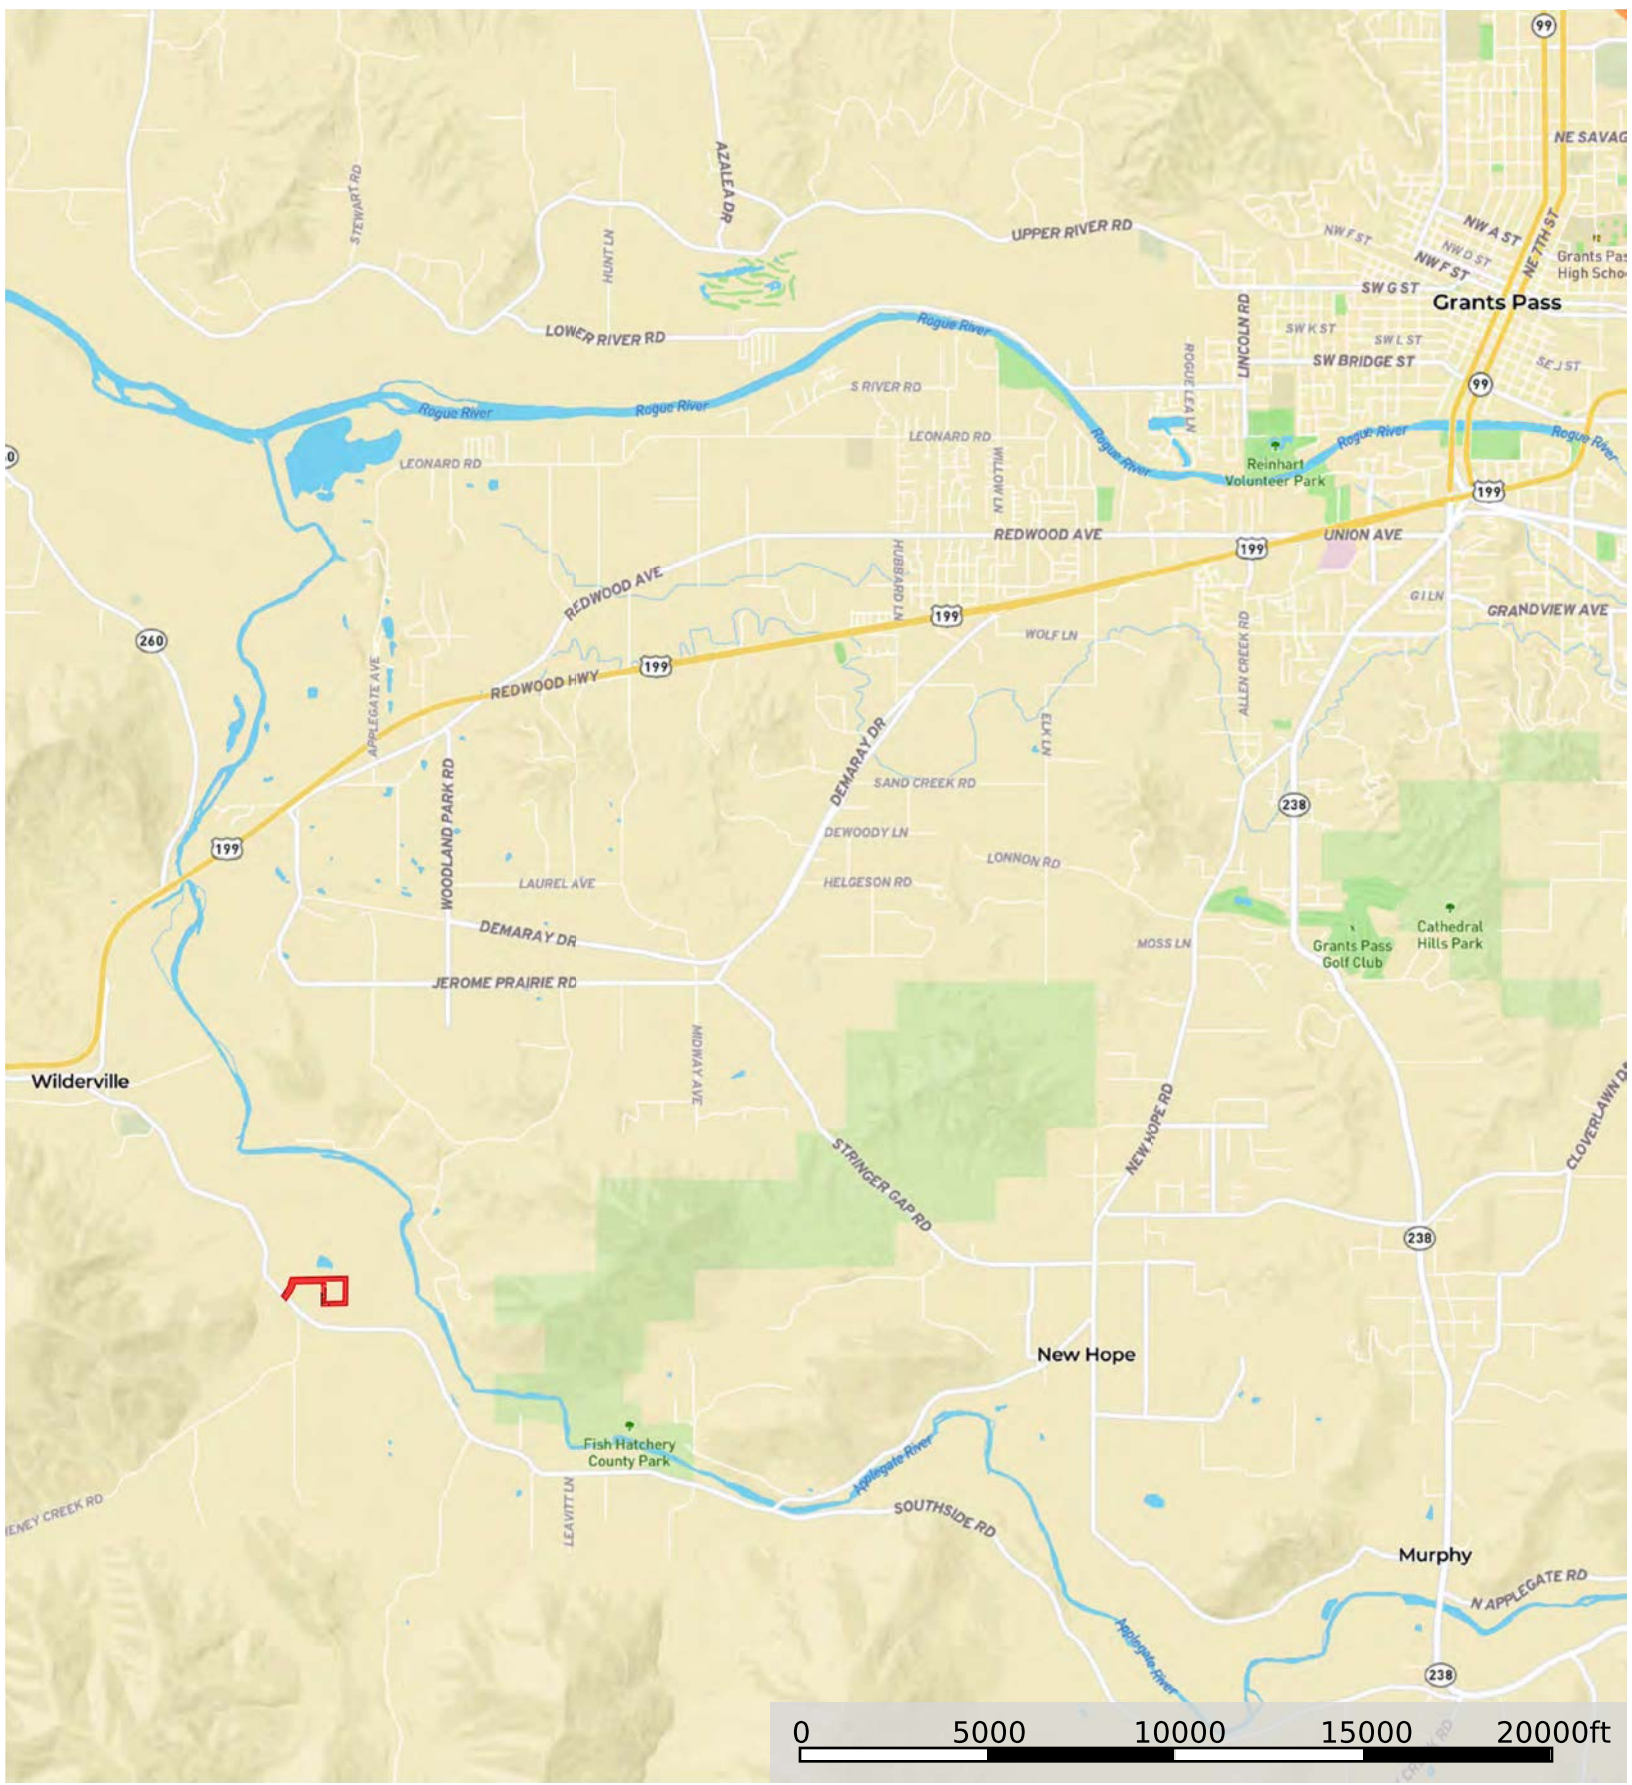 99
NE SAVAG
STEWART RD
AZALEA DR
HUNT LN
UPPER RIVER RD
NW F ST
NW A ST
NW D ST
NW F ST
NE 7TH ST
Grants Pas
High Scho
SW G ST
Grants Pass
LOWER RIVER RD
Rogue River
LINCOLN RD
SW K ST
SW L ST
SW BRIDGE ST
SE J ST
ROGUE LEA LN
S RIVER RD
99
Rogue River
Rogue River
LEONARD RD
LEONARD RD
WILLOW LN
Rogue River
Rogue River
Rogue River
Reinhart
Volunteer Park
199
REDWOOD AVE
199
UNION AVE
HUBBARD LN
REDWOOD AVE
G I LN
GRANDVIEW AVE
199
WOLF LN
260
199
REDWOOD HWY
APPLEGATE AVE
ALLEN CREEK RD
ELK LN
DEMARAY DR
SAND CREEK RD
238
WOODLAND PARK RD
DEWOODY LN
199
LONNON RD
LAUREL AVE
HELGESON RD
DEMARAY DR
MOSS LN
Cathedral
Hills Park
Grants Pass
Golf Club
JEROME PRAIRIE RD
MIDWAY AVE
Wilderville
NEW HOPE RD
CLOVERLAWN D
STRINGER GAP RD
238
New Hope
Fish Hatchery
County Park
Applegate River
LEAVITT LN
ENEY CREEK RD
SOUTHSIDE RD
Murphy
N APPLEGATE RD
Applegate River
238
0 5000 10000 15000 20000ft